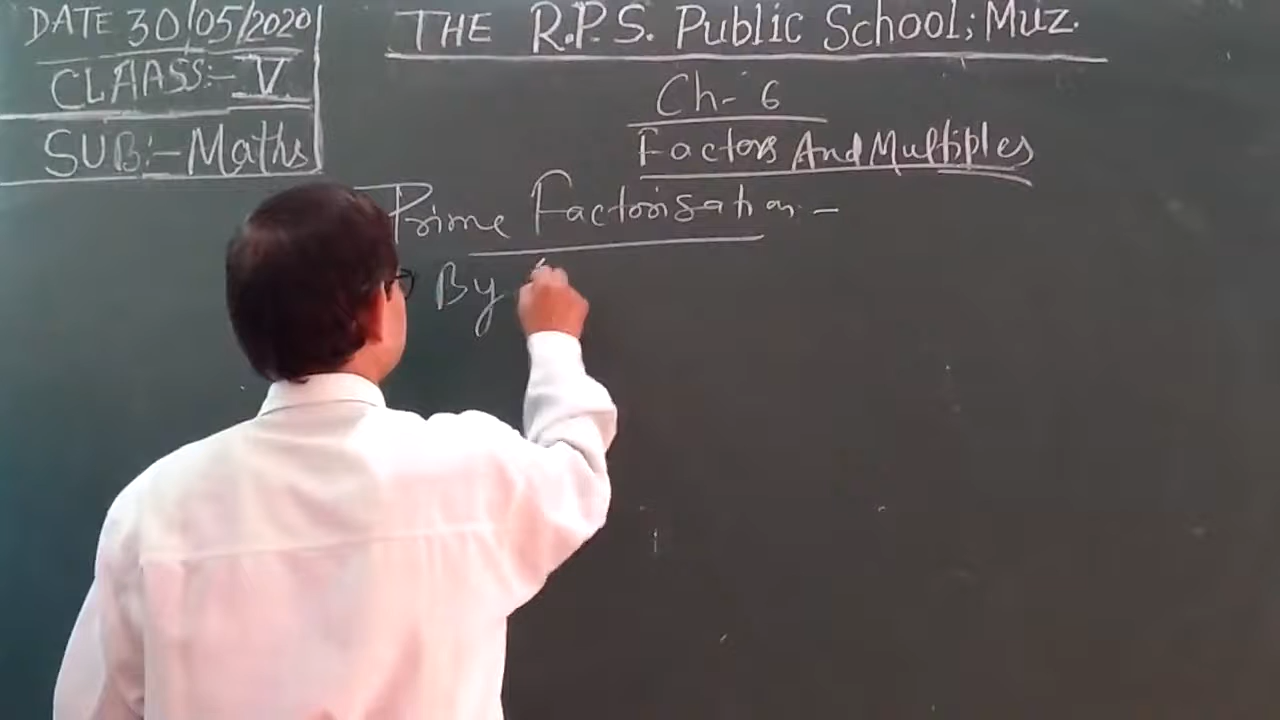 DATE 30/05/2020
CLAASS:- V
SUB:- Maths
THE R.P.S. Public School; Muz.
Ch- 6
Factors And Multiples
Prime Factorisation -
By